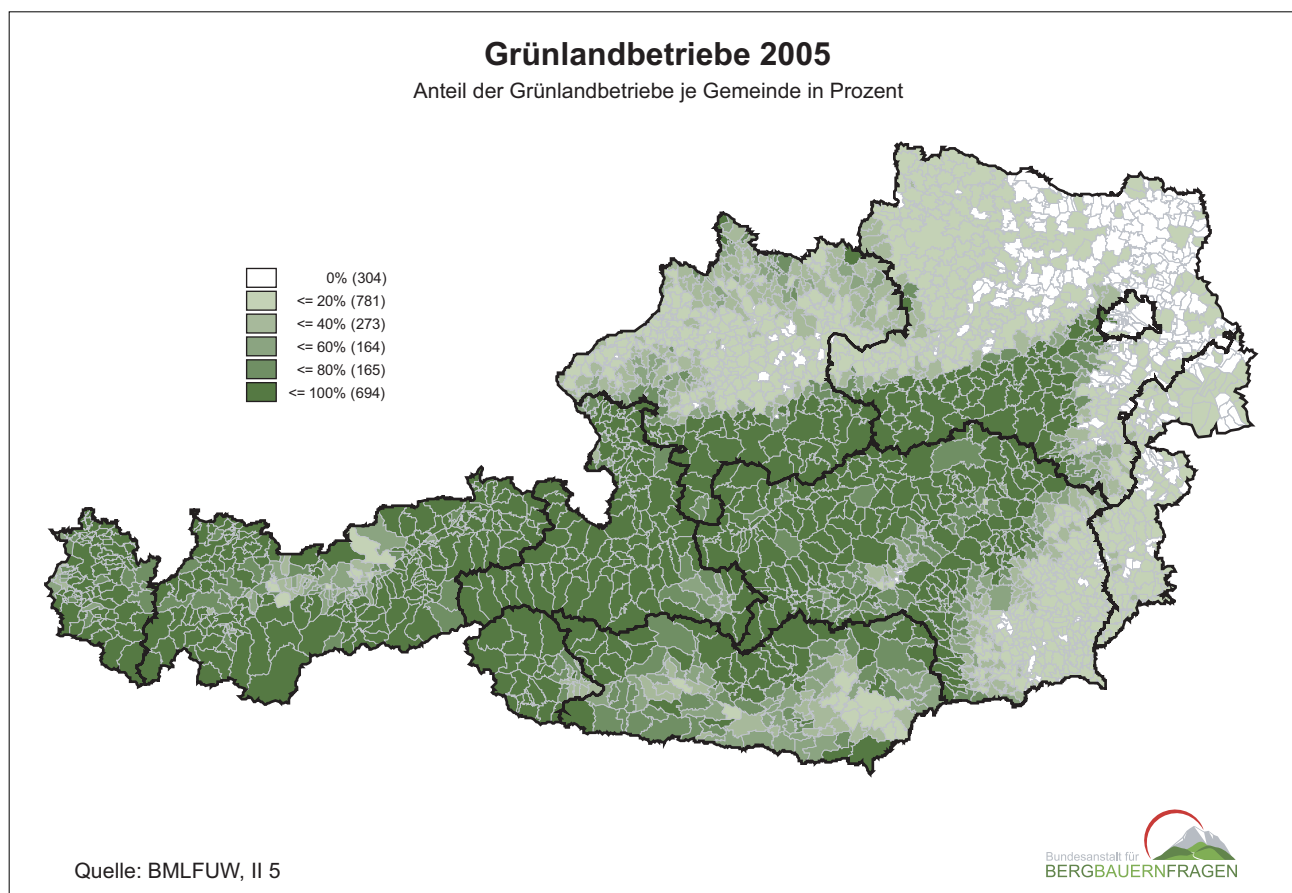 Grünlandbetriebe 2005
Anteil der Grünlandbetriebe je Gemeinde in Prozent
0% (304)
<= 20% (781)
<= 40% (273)
<= 60% (164)
<= 80% (165)
<= 100% (694)
Quelle: BMLFUW, II 5
Bundesanstalt für
BERGBAUERNFRAGEN